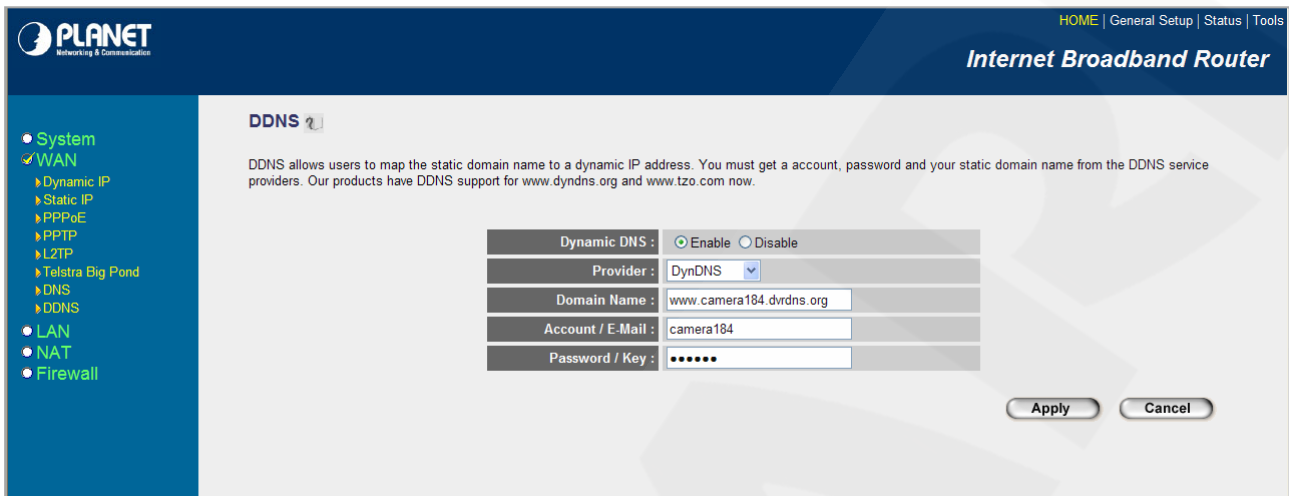 PLANET
Networking & Communication
HOME | General Setup | Status | Tools
Internet Broadband Router
System
WAN
Dynamic IP
Static IP
PPPoE
PPTP
L2TP
Telstra Big Pond
DNS
DDNS
LAN
NAT
Firewall
DDNS
DDNS allows users to map the static domain name to a dynamic IP address. You must get a account, password and your static domain name from the DDNS service
providers. Our products have DDNS support for www.dyndns.org and www.tzo.com now.
Dynamic DNS : Enable Disable
Provider : DynDNS
Domain Name : www.camera184.dvrdns.org
Account / E-Mail : camera184
Password / Key : ••••••
Apply Cancel